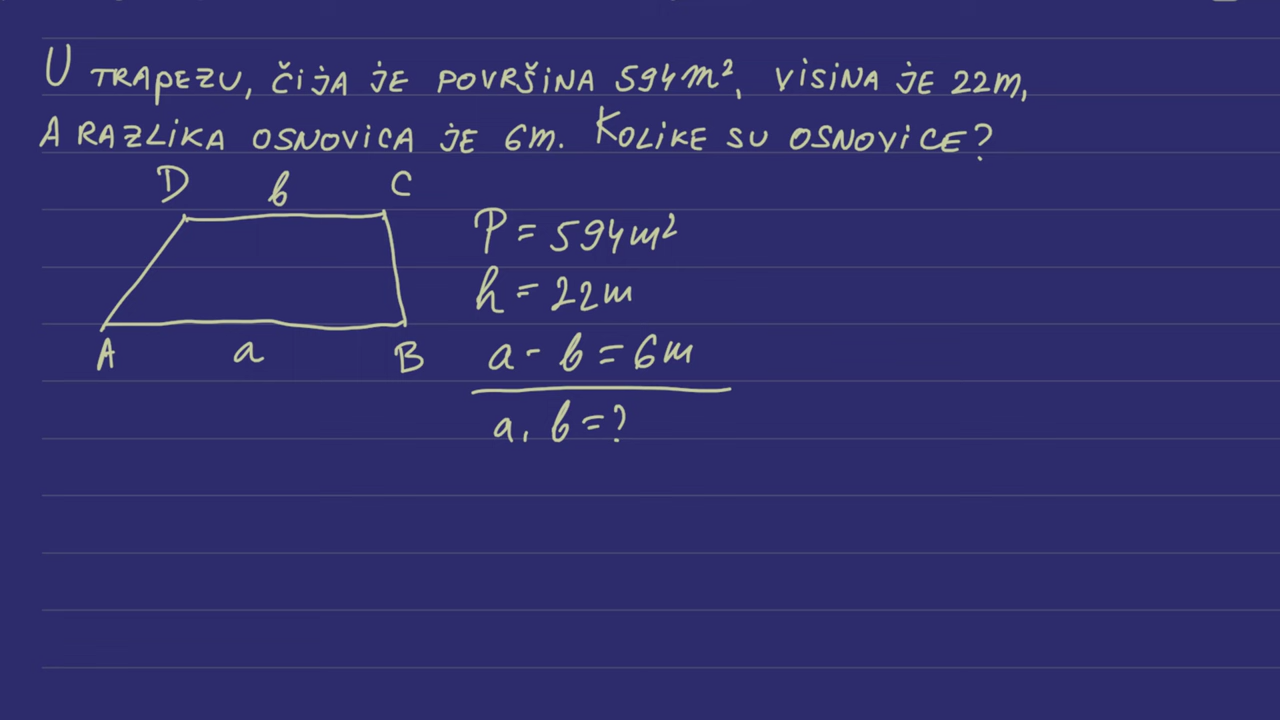 U TRAPEZU, ČIJA JE POVRŠINA 594m², VISINA JE 22m,
A RAZLIKA OSNOVICA JE 6m. KOLIKE SU OSNOVICE?
D b C
A a B
P = 594m²
h = 22m
a - b = 6m
a, b = ?